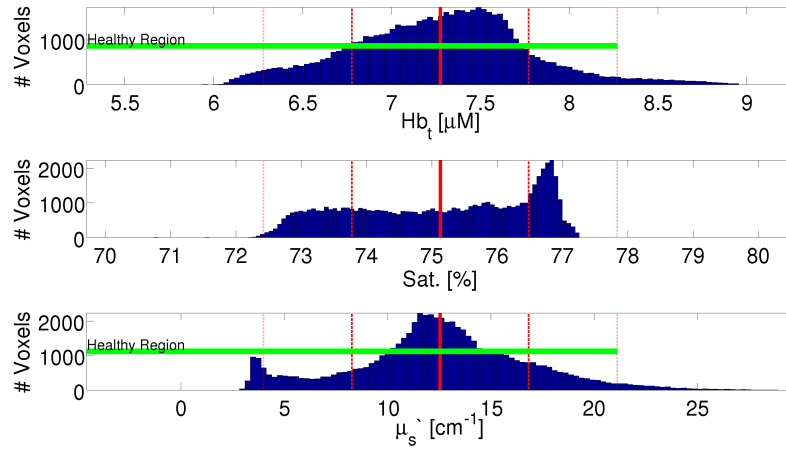 # Voxels
1000
0
Healthy Region
5.5 6 6.5 7 7.5 8 8.5 9
Hbt [μM]
# Voxels
2000
1000
0
70 71 72 73 74 75 76 77 78 79 80
Sat. [%]
# Voxels
2000
1000
0
Healthy Region
0 5 10 15 20 25
μs` [cm-1]